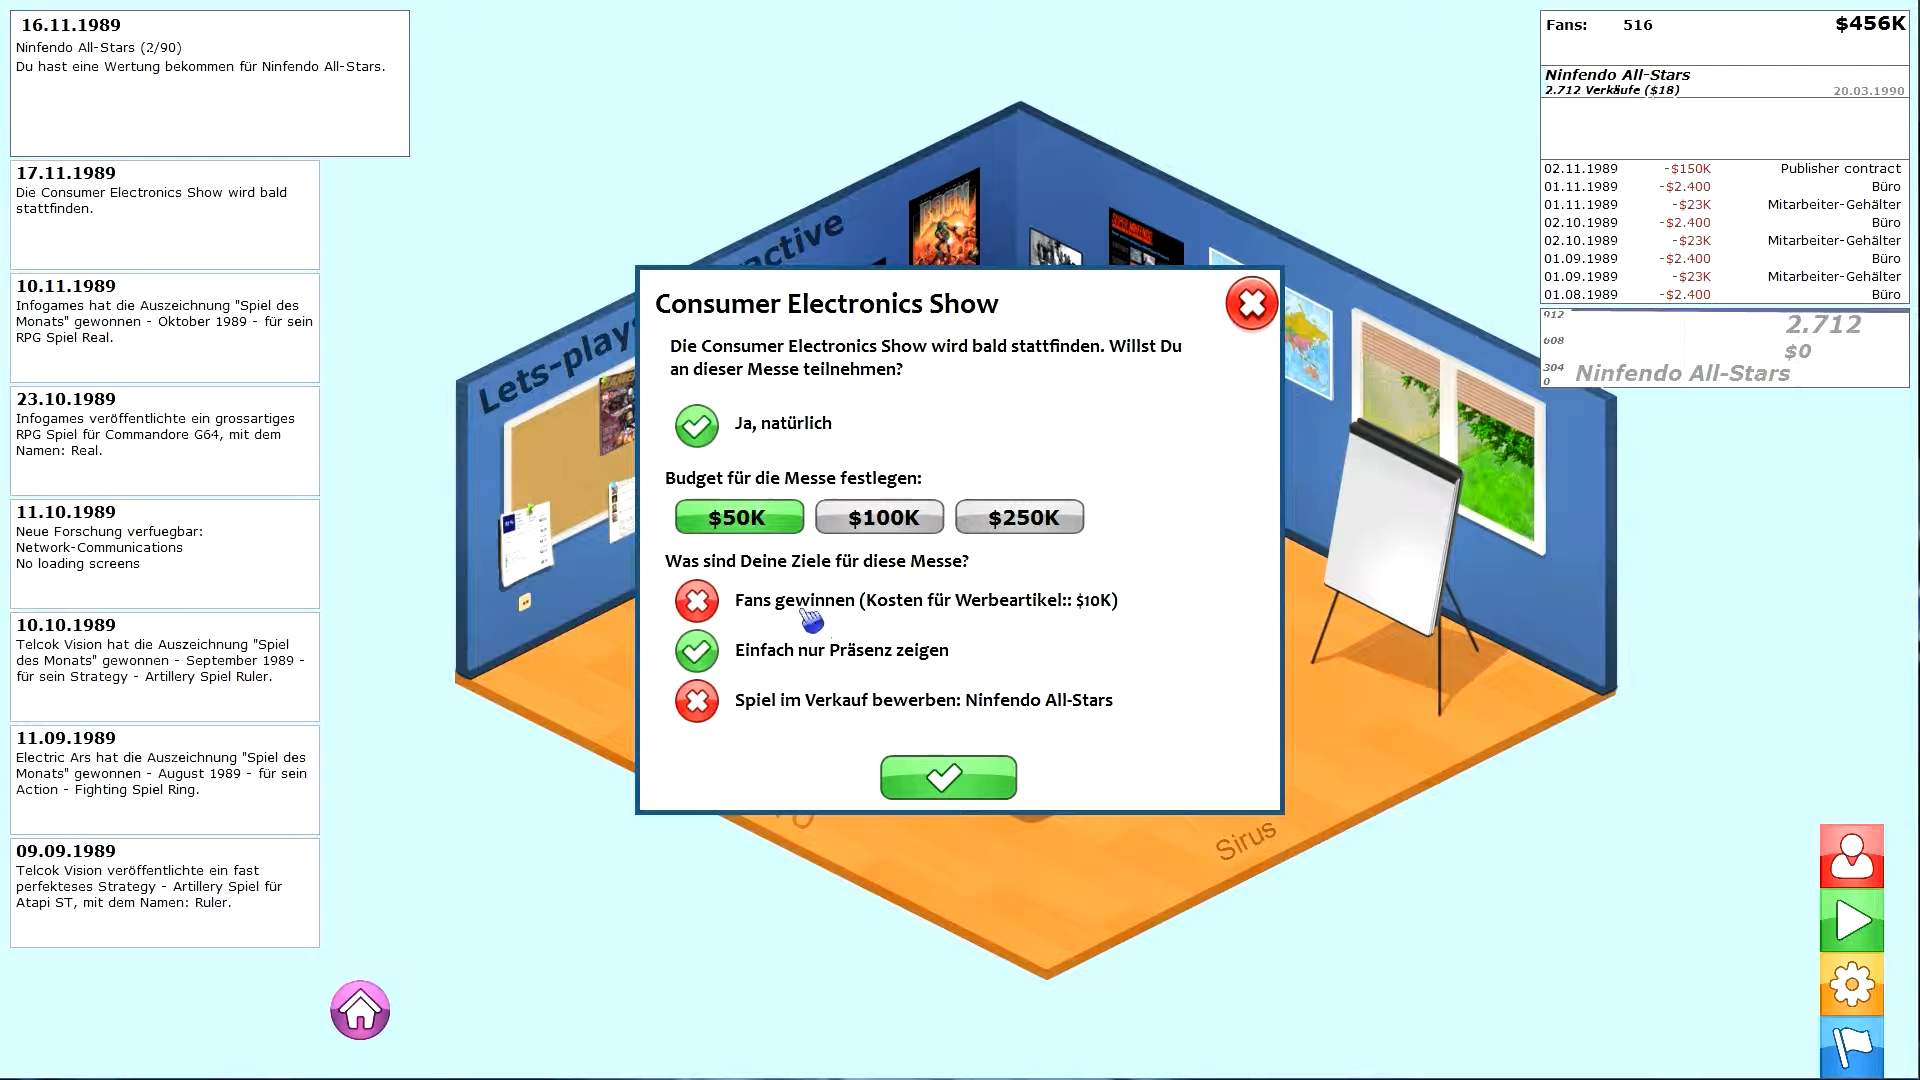 16.11.1989
Ninfendo All-Stars (2/90)
Du hast eine Wertung bekommen für Ninfendo All-Stars.
17.11.1989
Die Consumer Electronics Show wird bald
stattfinden.
10.11.1989
Infogames hat die Auszeichnung "Spiel des
Monats" gewonnen - Oktober 1989 - für sein
RPG Spiel Real.
23.10.1989
Infogames veröffentlichte ein grossartiges
RPG Spiel für Commandore G64, mit dem
Namen: Real.
11.10.1989
Neue Forschung verfuegbar:
Network-Communications
No loading screens
10.10.1989
Telcok Vision hat die Auszeichnung "Spiel
des Monats" gewonnen - September 1989 -
für sein Strategy - Artillery Spiel Ruler.
11.09.1989
Electric Ars hat die Auszeichnung "Spiel des
Monats" gewonnen - August 1989 - für sein
Action - Fighting Spiel Ring.
09.09.1989
Telcok Vision veröffentlichte ein fast
perfekteses Strategy - Artillery Spiel für
Atapi ST, mit dem Namen: Ruler.
Lets-play
active
DOOM
SUPER NINTENDO
Consumer Electronics Show
Die Consumer Electronics Show wird bald stattfinden. Willst Du
an dieser Messe teilnehmen?
Ja, natürlich
Budget für die Messe festlegen:
$50K $100K $250K
Was sind Deine Ziele für diese Messe?
Fans gewinnen (Kosten für Werbeartikel:: $10K)
Einfach nur Präsenz zeigen
Spiel im Verkauf bewerben: Ninfendo All-Stars
Sirus
Fans: 516 $456K
Ninfendo All-Stars
2.712 Verkäufe ($18) 20.03.1990
02.11.1989 -$150K Publisher contract
01.11.1989 -$2.400 Büro
01.11.1989 -$23K Mitarbeiter-Gehälter
02.10.1989 -$2.400 Büro
02.10.1989 -$23K Mitarbeiter-Gehälter
01.09.1989 -$2.400 Büro
01.09.1989 -$23K Mitarbeiter-Gehälter
01.08.1989 -$2.400 Büro
912
608
304
0
2.712
$0
Ninfendo All-Stars